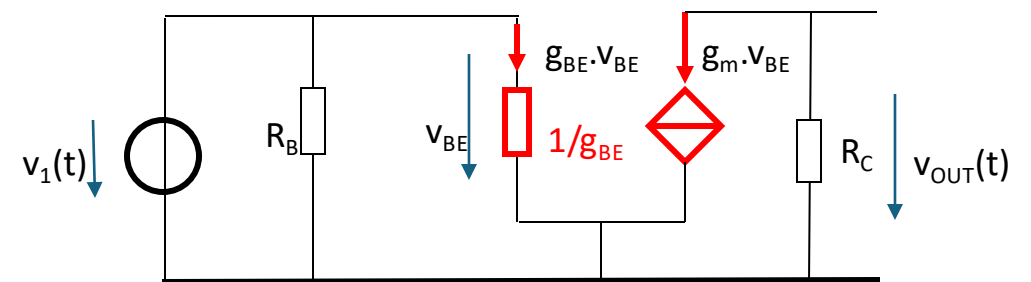 g_BE.v_BE
g_m.v_BE
R_B
v_BE
1/g_BE
R_C
v_1(t)
v_OUT(t)